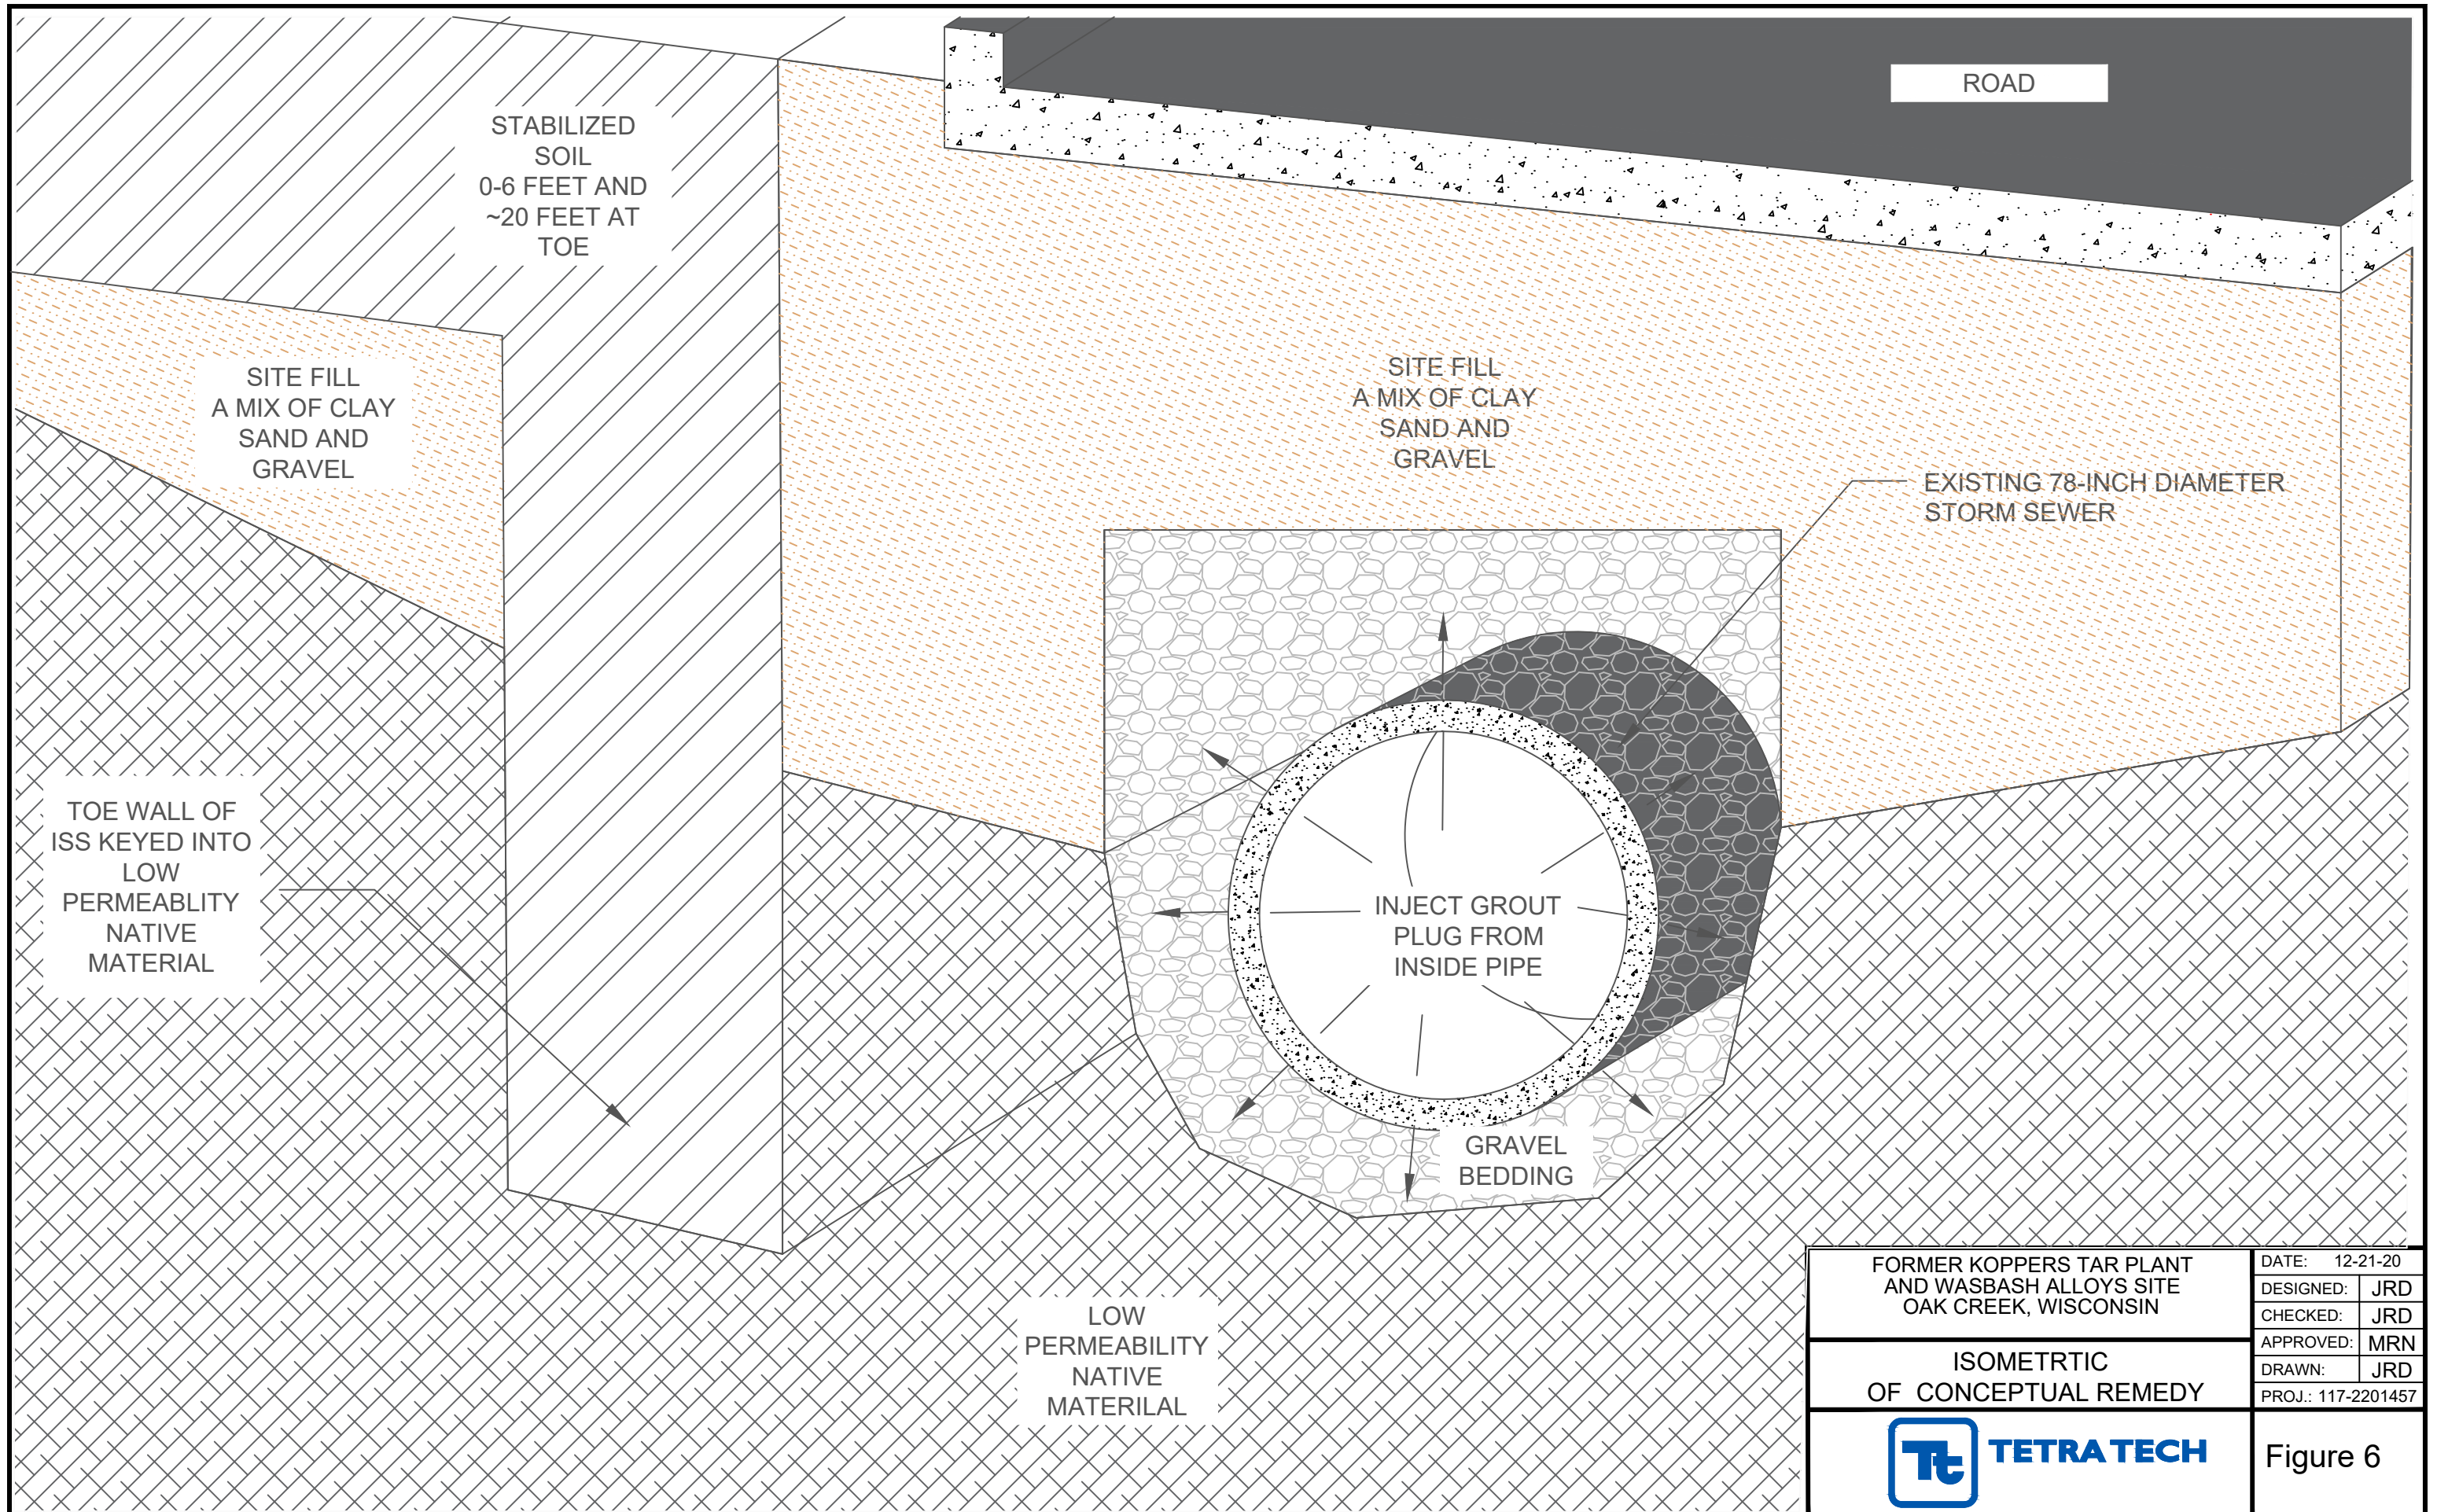 ROAD
STABILIZED
SOIL
0-6 FEET AND
~20 FEET AT
TOE
SITE FILL
A MIX OF CLAY
SAND AND
GRAVEL
SITE FILL
A MIX OF CLAY
SAND AND
GRAVEL
EXISTING 78-INCH DIAMETER
STORM SEWER
TOE WALL OF
ISS KEYED INTO
LOW
PERMEABLITY
NATIVE
MATERIAL
INJECT GROUT
PLUG FROM
INSIDE PIPE
GRAVEL
BEDDING
LOW
PERMEABILITY
NATIVE
MATERILAL
FORMER KOPPERS TAR PLANT
AND WASBASH ALLOYS SITE
OAK CREEK, WISCONSIN
ISOMETRTIC
OF CONCEPTUAL REMEDY
DATE: 12-21-20
DESIGNED: JRD
CHECKED: JRD
APPROVED: MRN
DRAWN: JRD
PROJ.: 117-2201457
Tt TETRA TECH
Figure 6